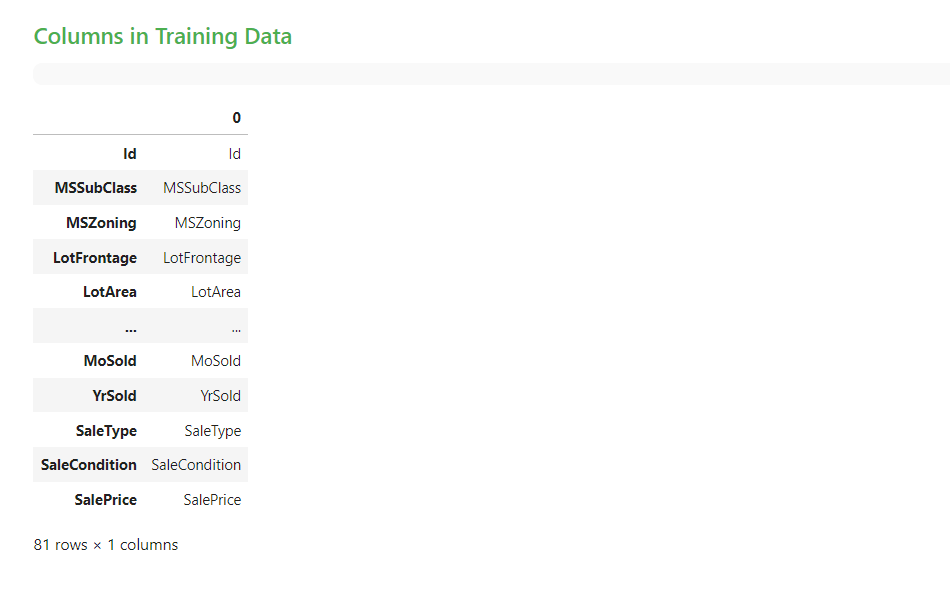 Columns in Training Data
0
Id Id
MSSubClass MSSubClass
MSZoning MSZoning
LotFrontage LotFrontage
LotArea LotArea
... ...
MoSold MoSold
YrSold YrSold
SaleType SaleType
SaleCondition SaleCondition
SalePrice SalePrice
81 rows × 1 columns